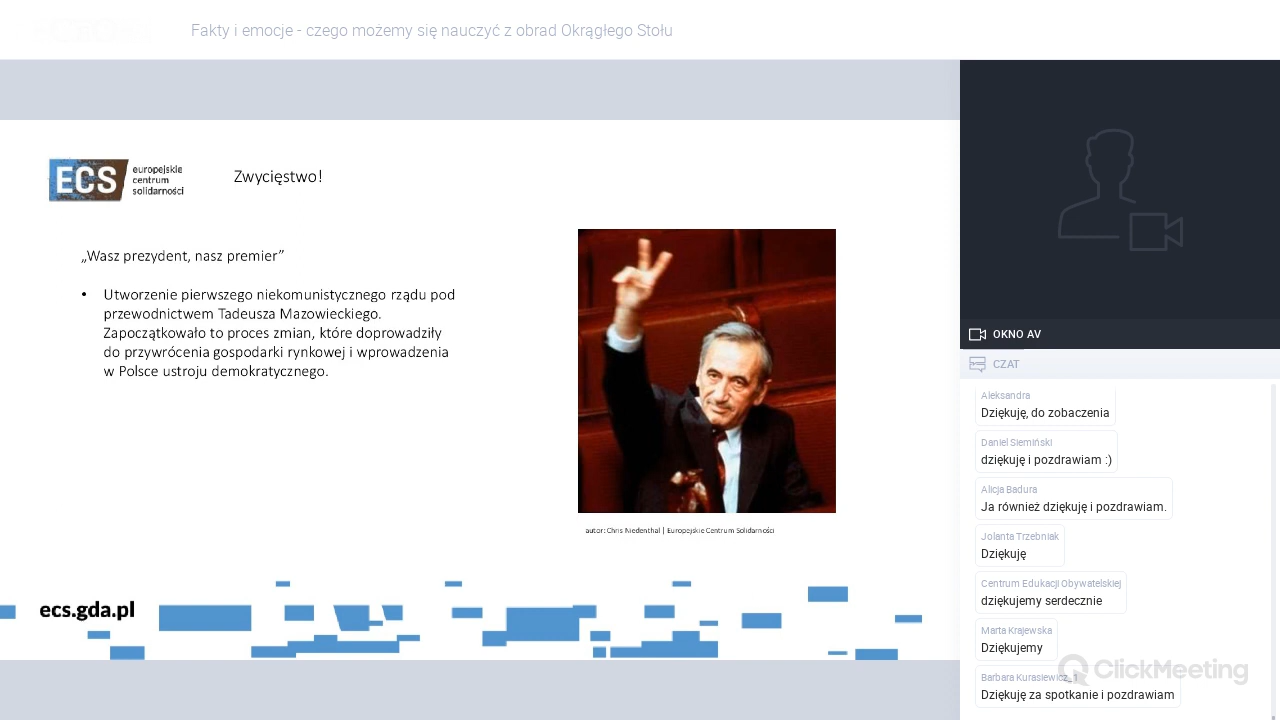 Fakty i emocje - czego możemy się nauczyć z obrad Okrągłego Stołu
ECS
europejskie
centrum
solidarności
Zwycięstwo!
„Wasz prezydent, nasz premier”
• Utworzenie pierwszego niekomunistycznego rządu pod
przewodnictwem Tadeusza Mazowieckiego.
Zapoczątkowało to proces zmian, które doprowadziły
do przywrócenia gospodarki rynkowej i wprowadzenia
w Polsce ustroju demokratycznego.
autor: Chris Niedenthal | Europejskie Centrum Solidarności
ecs.gda.pl
OKNO AV
CZAT
Aleksandra
Dziękuję, do zobaczenia
Daniel Siemiński
dziękuję i pozdrawiam :)
Alicja Badura
Ja również dziękuję i pozdrawiam.
Jolanta Trzebniak
Dziękuję
Centrum Edukacji Obywatelskiej
dziękujemy serdecznie
Marta Krajewska
Dziękujemy
Barbara Kurasiewicz_1
Dziękuję za spotkanie i pozdrawiam
ClickMeeting